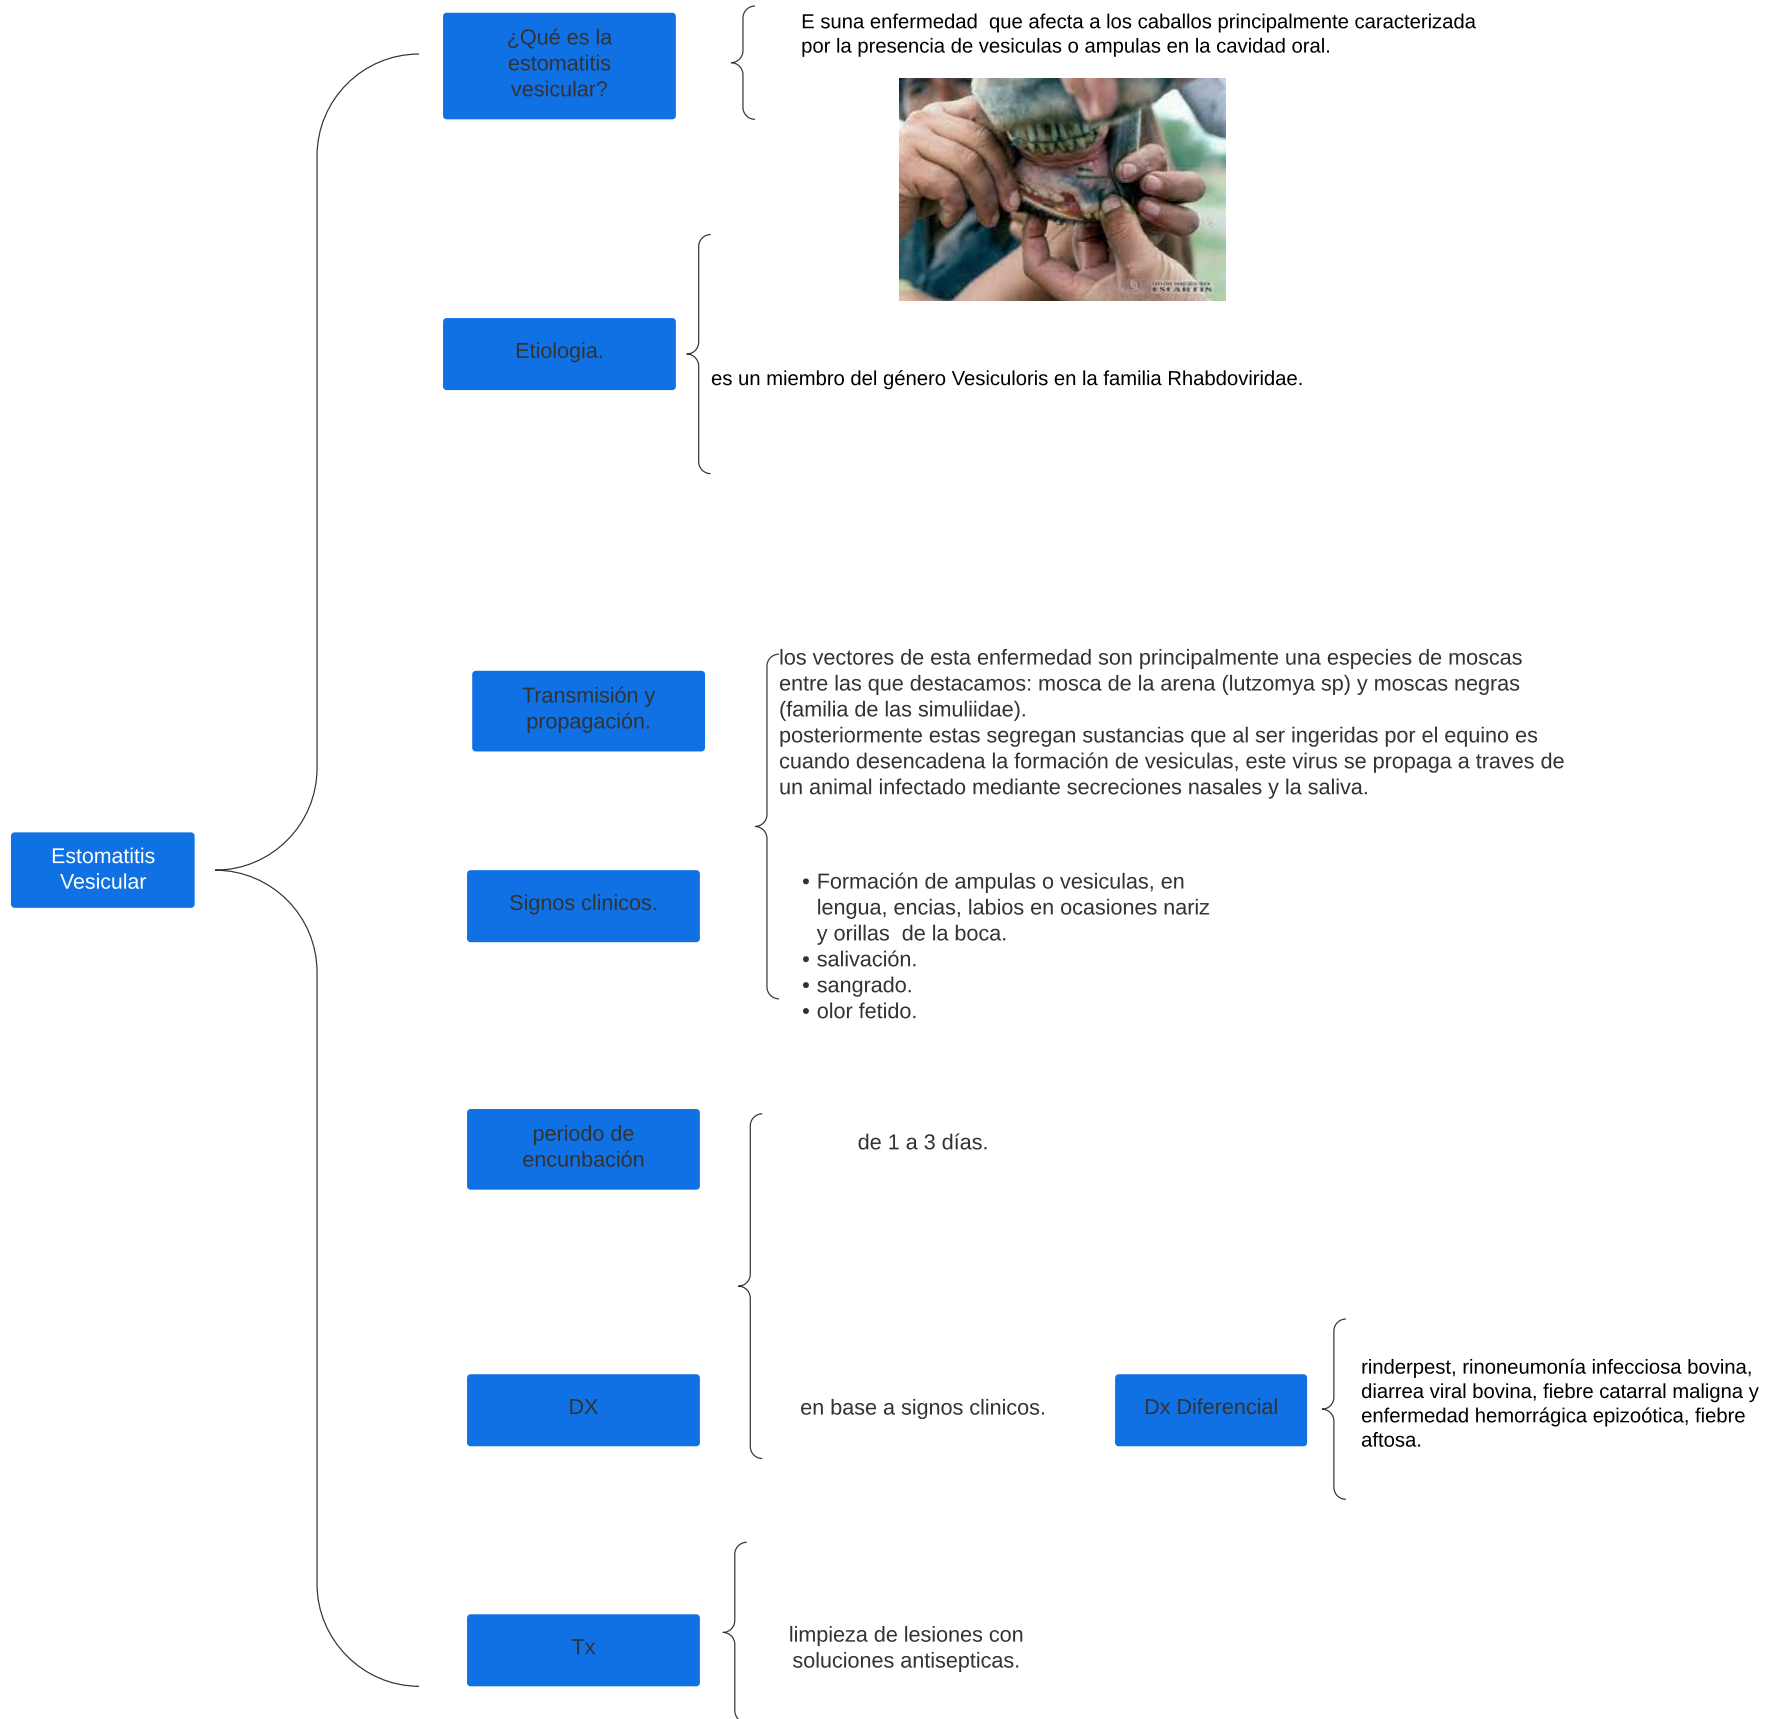 ¿Qué es la
estomatitis
vesicular?
E suna enfermedad  que afecta a los caballos principalmente caracterizada
por la presencia de vesiculas o ampulas en la cavidad oral.
ESCARTIN
Etiologia.
es un miembro del género Vesiculoris en la familia Rhabdoviridae.
Transmisión y
propagación.
los vectores de esta enfermedad son principalmente una especies de moscas
entre las que destacamos: mosca de la arena (lutzomya sp) y moscas negras
(familia de las simuliidae).
posteriormente estas segregan sustancias que al ser ingeridas por el equino es
cuando desencadena la formación de vesiculas, este virus se propaga a traves de
un animal infectado mediante secreciones nasales y la saliva.
Estomatitis
Vesicular
Signos clinicos.
• Formación de ampulas o vesiculas, en
lengua, encias, labios en ocasiones nariz
y orillas  de la boca.
• salivación.
• sangrado.
• olor fetido.
periodo de
encunbación
de 1 a 3 días.
DX
en base a signos clinicos.
Dx Diferencial
rinderpest, rinoneumonía infecciosa bovina,
diarrea viral bovina, fiebre catarral maligna y
enfermedad hemorrágica epizoótica, fiebre
aftosa.
Tx
limpieza de lesiones con
soluciones antisepticas.